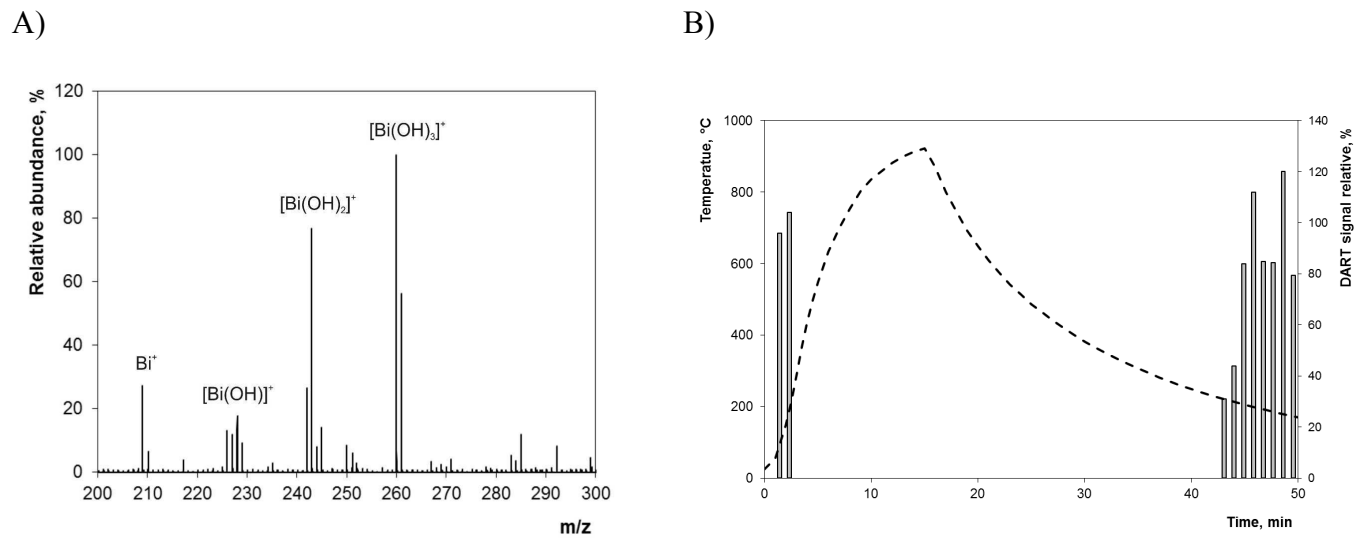 A)
B)
Relative abundance, %
120
100
80
60
40
20
0
Bi⁺
[Bi(OH)]⁺
[Bi(OH)₂]⁺
[Bi(OH)₃]⁺
200 210 220 230 240 250 260 270 280 290 300
m/z
Temperatue, °C
1000
800
600
400
200
0
140
120
100
80
60
40
20
0
DART signal relative, %
0 10 20 30 40 50
Time, min